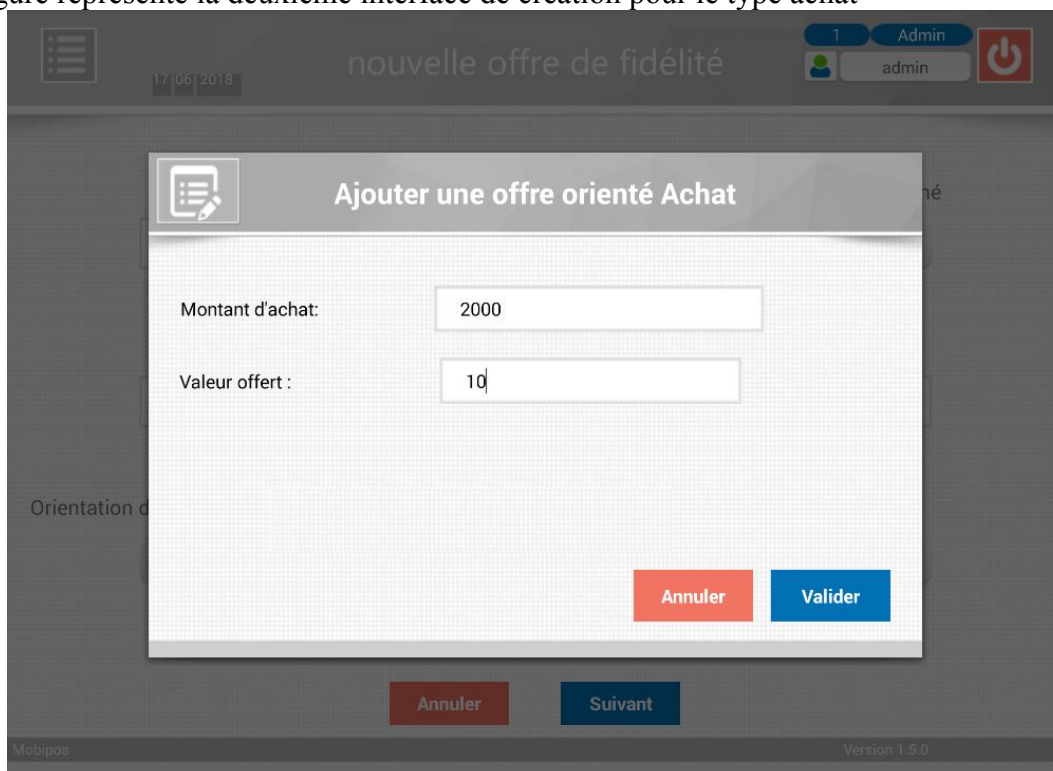 figure représente la deuxième interface de création pour le type achat
1 Admin
17 06 2018 nouvelle offre de fidélité admin
Ajouter une offre orienté Achat
Montant d'achat: 2000
Valeur offert : 10
Orientation d
Annuler Valider
Annuler Suivant
Mobipos Version 1.5.0